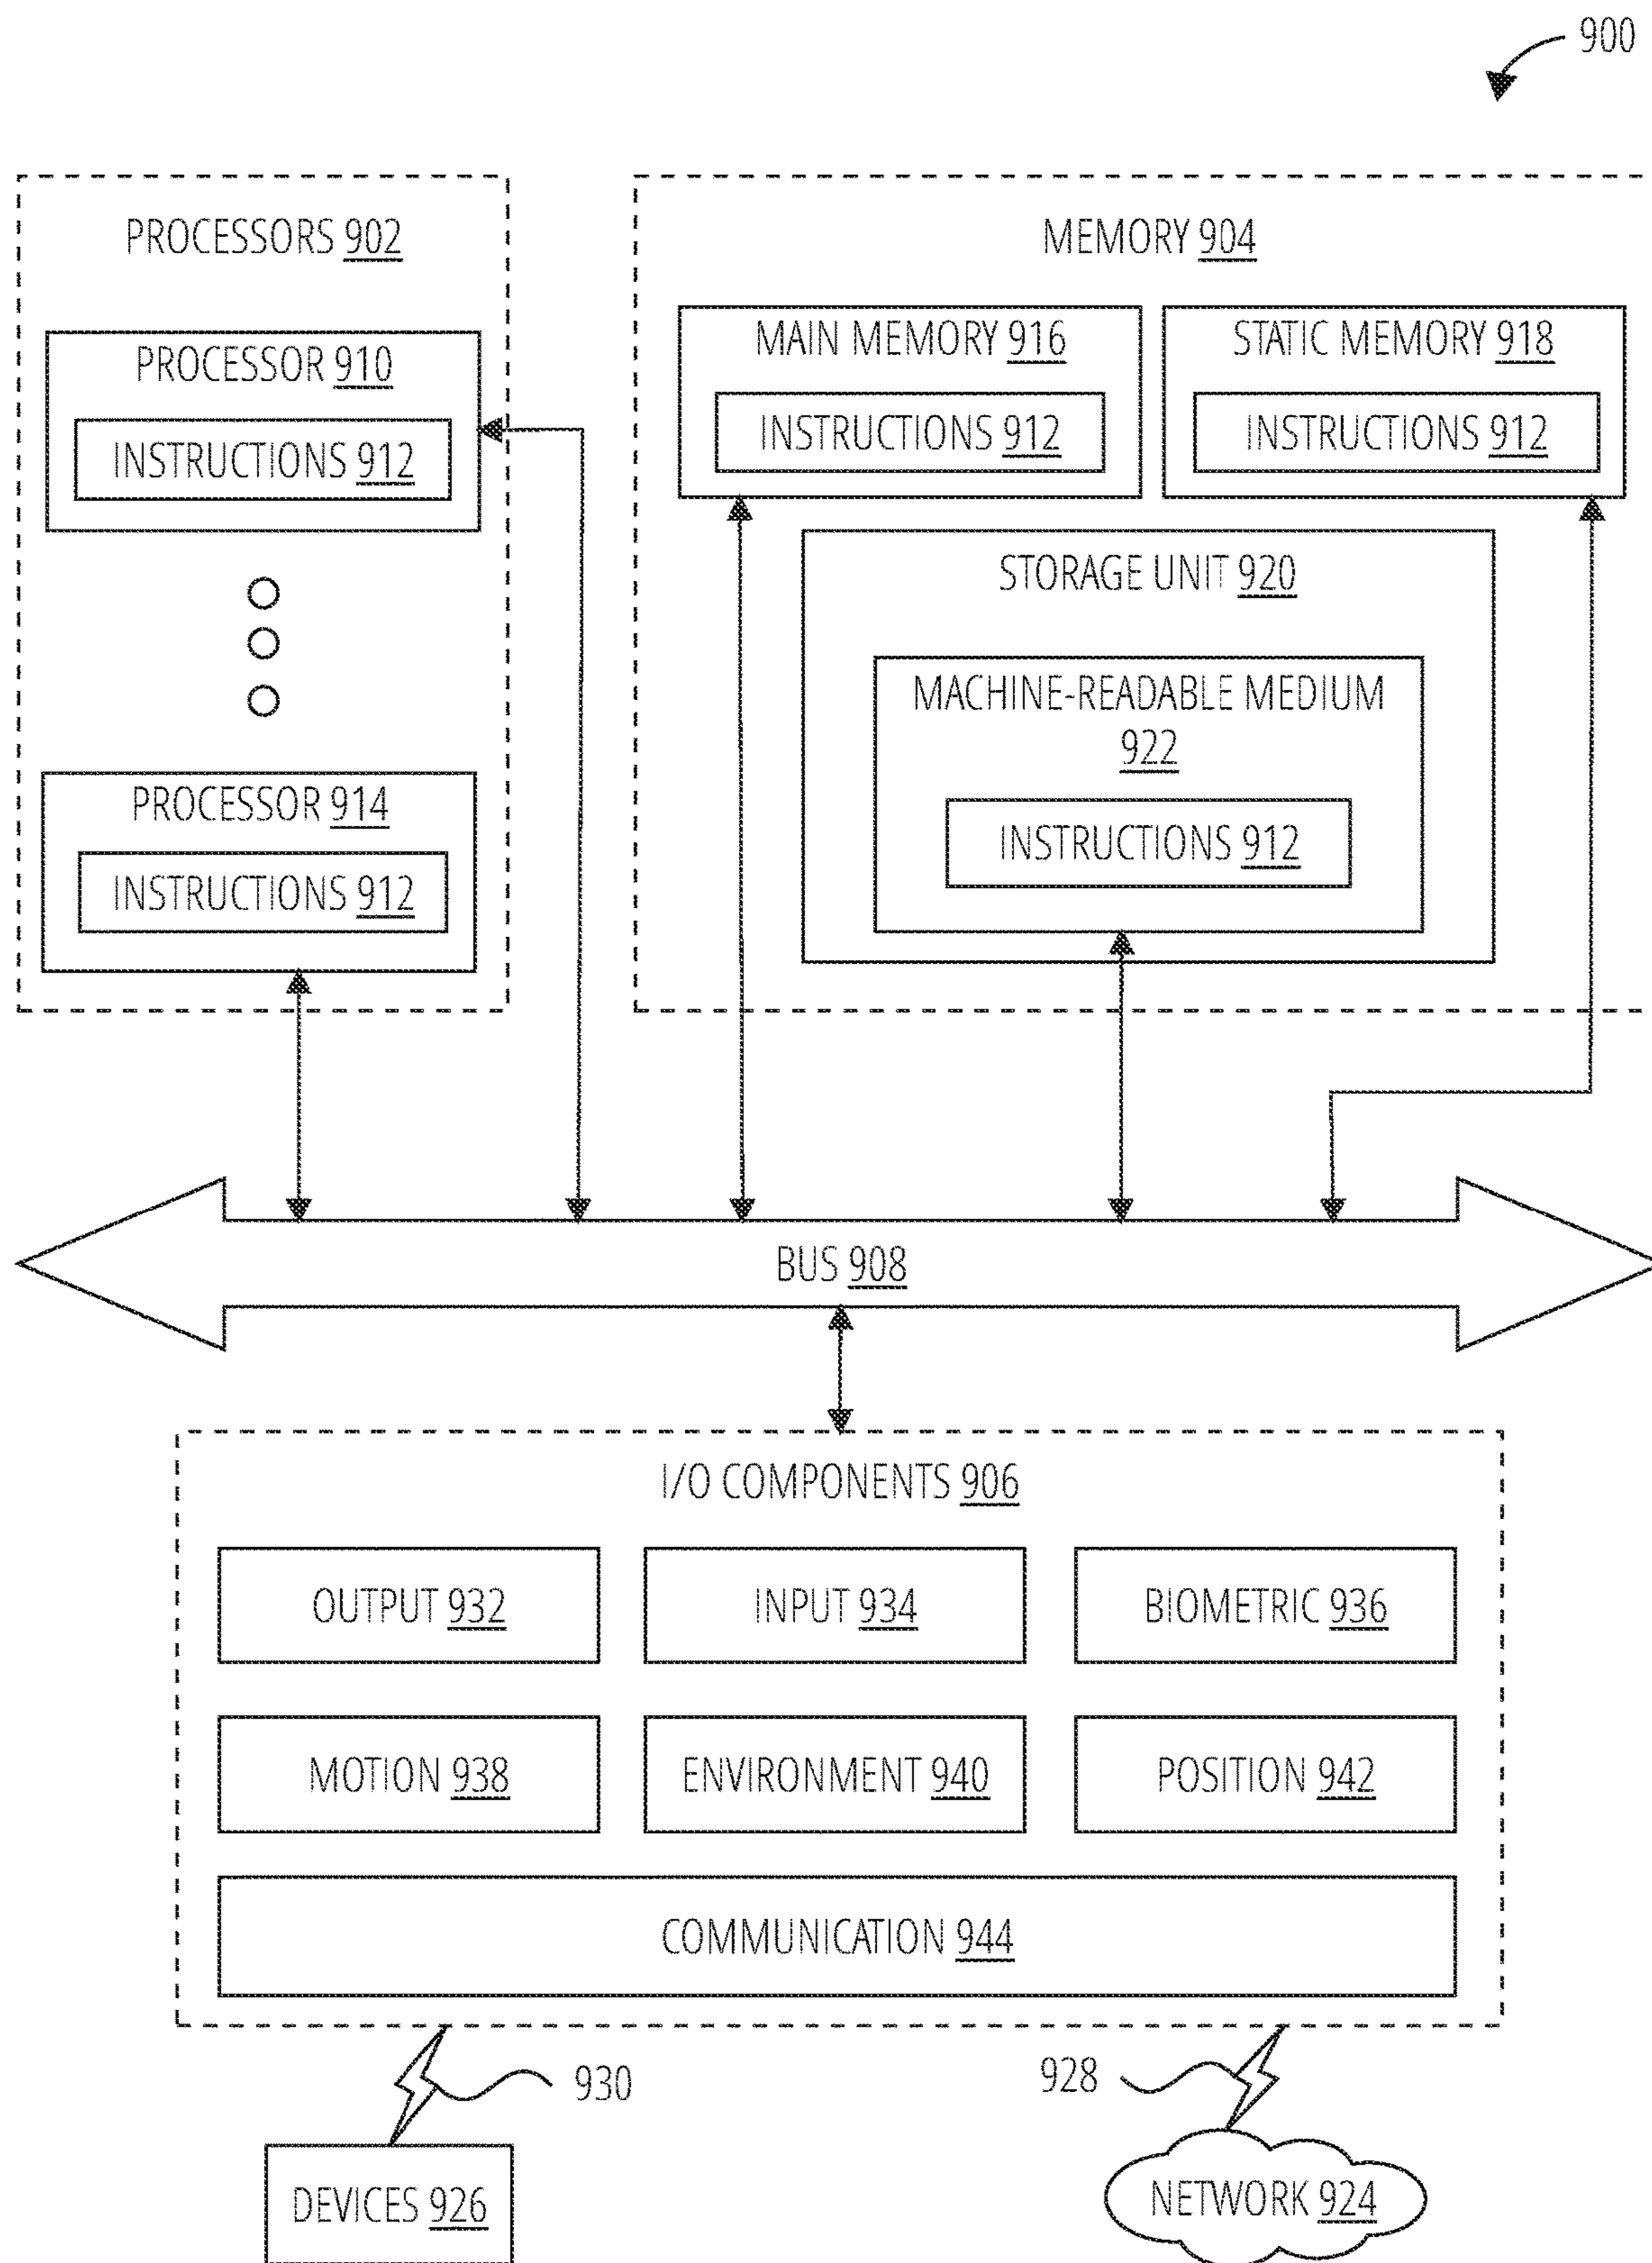 900
PROCESSORS 902
PROCESSOR 910
INSTRUCTIONS 912
PROCESSOR 914
INSTRUCTIONS 912
MEMORY 904
MAIN MEMORY 916
INSTRUCTIONS 912
STATIC MEMORY 918
INSTRUCTIONS 912
STORAGE UNIT 920
MACHINE-READABLE MEDIUM
922
INSTRUCTIONS 912
BUS 908
I/O COMPONENTS 906
OUTPUT 932
INPUT 934
BIOMETRIC 936
MOTION 938
ENVIRONMENT 940
POSITION 942
COMMUNICATION 944
930
928
DEVICES 926
NETWORK 924